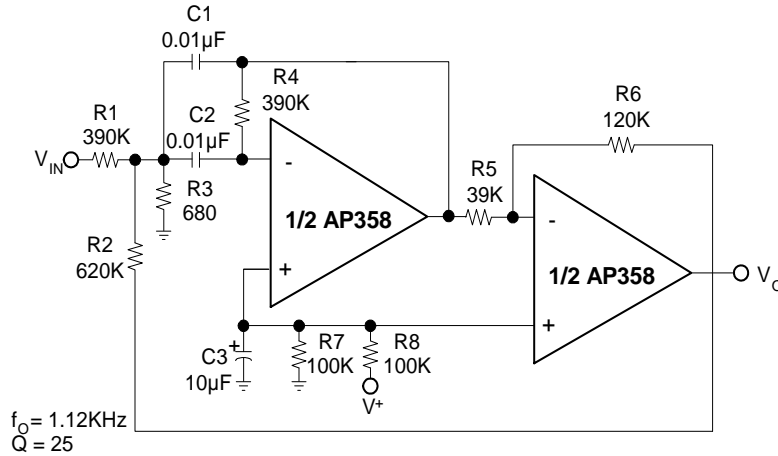 C1
0.01µF
R4
390K
C2
0.01µF
R1
390K
V_IN
R3
680
R2
620K
-
+
1/2 AP358
R5
39K
R6
120K
-
+
1/2 AP358
C3
+
10µF
R7
100K
R8
100K
V+
f_O= 1.12KHz
Q = 25